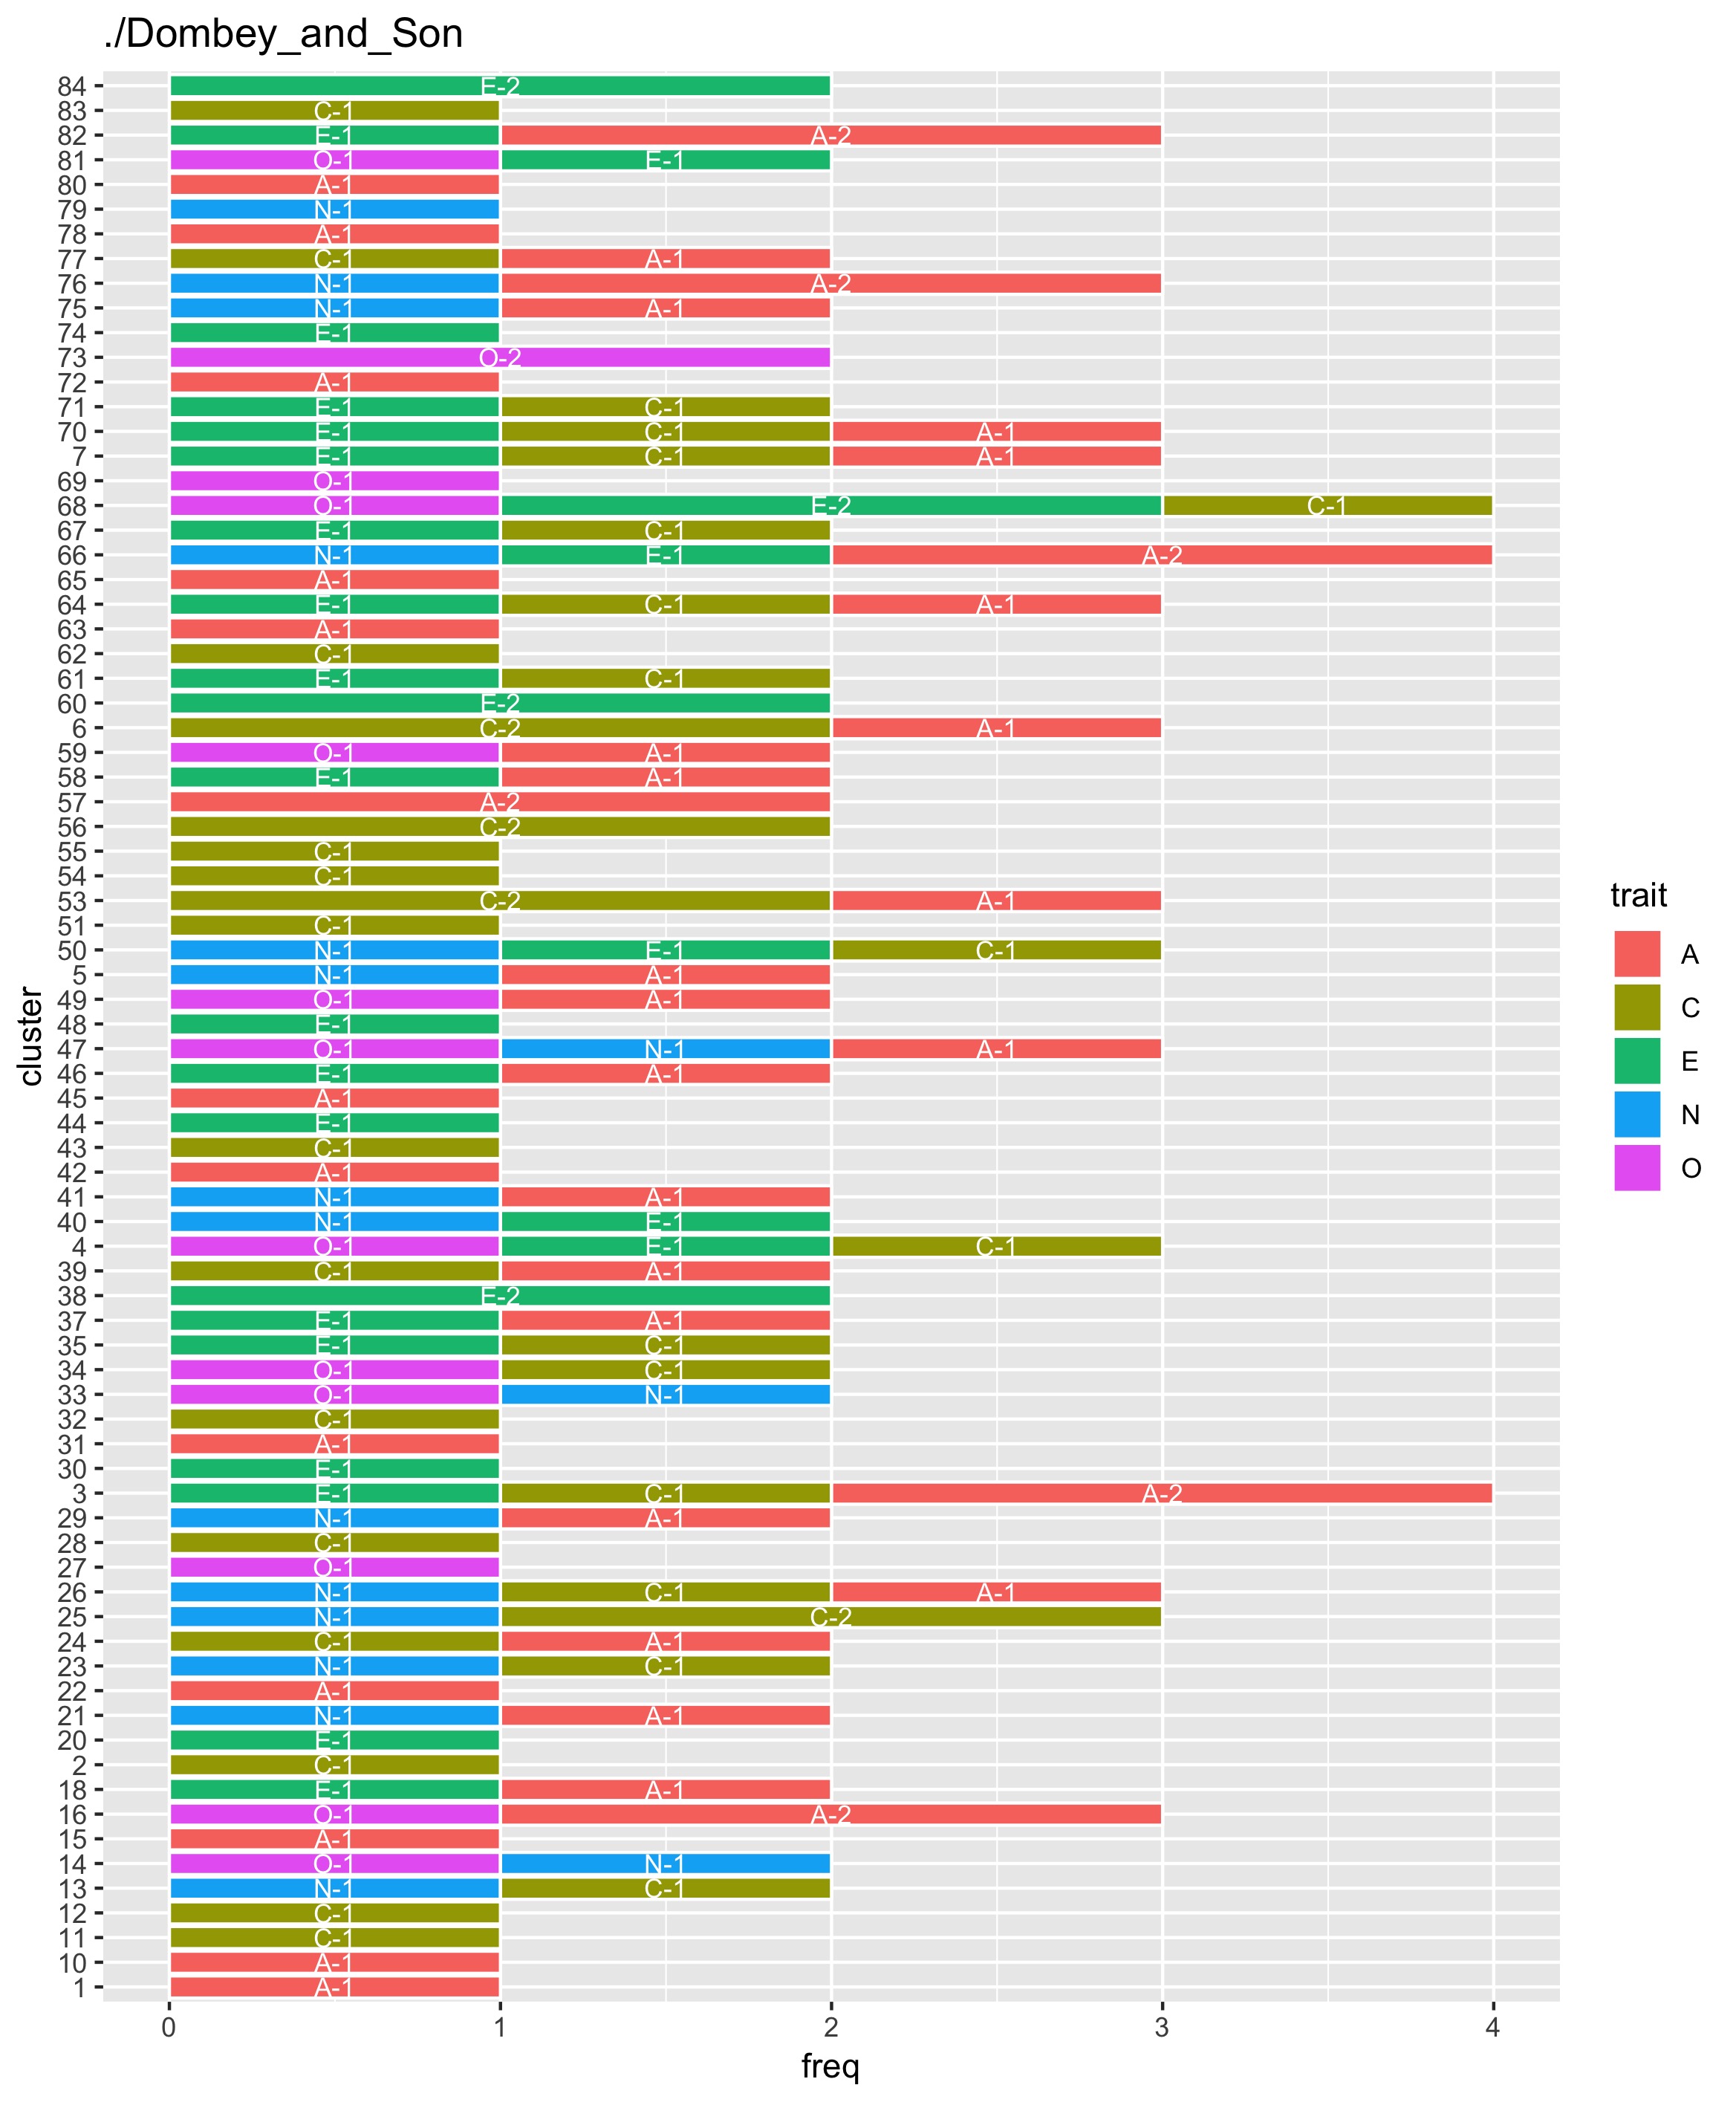 ./Dombey_and_Son
84 E-2
83 C-1
82 E-1 A-2
81 O-1 E-1
80 A-1
79 N-1
78 A-1
77 C-1 A-1
76 N-1 A-2
75 N-1 A-1
74 E-1
73 O-2
72 A-1
71 E-1 C-1
70 E-1 C-1 A-1
7 E-1 C-1 A-1
69 O-1
68 O-1 E-2 C-1
67 E-1 C-1
66 N-1 E-1 A-2
65 A-1
64 E-1 C-1 A-1
63 A-1
62 C-1
61 E-1 C-1
60 E-2
6 C-2 A-1
59 O-1 A-1
58 E-1 A-1
57 A-2
56 C-2
55 C-1
54 C-1
53 C-2 A-1
51 C-1
50 N-1 E-1 C-1
5 N-1 A-1
49 O-1 A-1
48 E-1
47 O-1 N-1 A-1
46 E-1 A-1
45 A-1
44 E-1
43 C-1
42 A-1
41 N-1 A-1
40 N-1 E-1
4 O-1 E-1 C-1
39 C-1 A-1
38 E-2
37 E-1 A-1
35 E-1 C-1
34 O-1 C-1
33 O-1 N-1
32 C-1
31 A-1
30 E-1
3 E-1 C-1 A-2
29 N-1 A-1
28 C-1
27 O-1
26 N-1 C-1 A-1
25 N-1 C-2
24 C-1 A-1
23 N-1 C-1
22 A-1
21 N-1 A-1
20 E-1
2 C-1
18 E-1 A-1
16 O-1 A-2
15 A-1
14 O-1 N-1
13 N-1 C-1
12 C-1
11 C-1
10 A-1
1 A-1
0 1 2 3 4
freq
cluster
trait
A
C
E
N
O